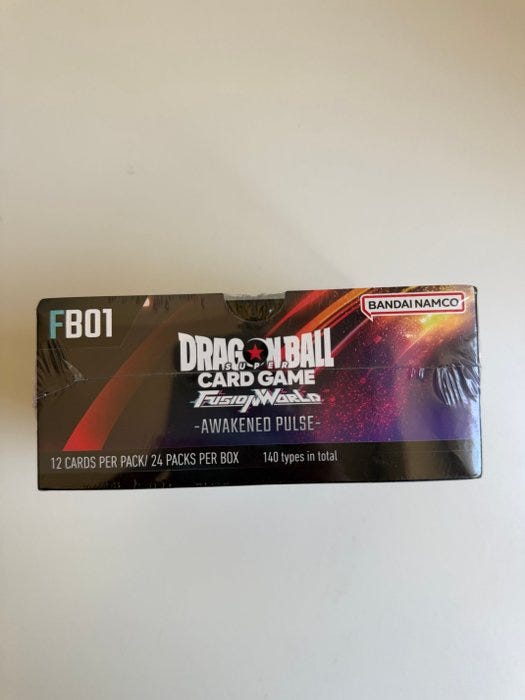 FB01
BANDAI NAMCO
DRAGON BALL
SUPER
CARD GAME
FUSION WORLD
-AWAKENED PULSE-
12 CARDS PER PACK/ 24 PACKS PER BOX 140 types in total